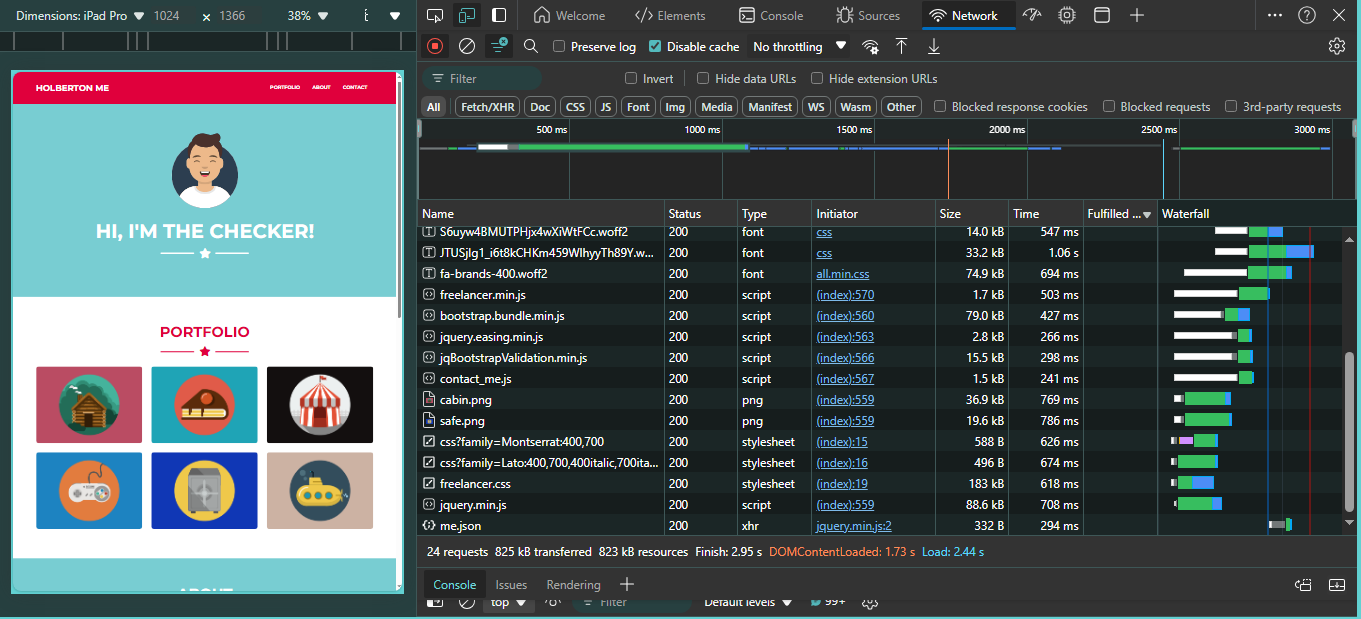 Dimensions: iPad Pro 1024 × 1366 38%
HOLBERTON ME PORTFOLIO ABOUT CONTACT
HI, I'M THE CHECKER!
PORTFOLIO
ABOUT
Welcome Elements Console Sources Network
Preserve log Disable cache No throttling
Filter Invert Hide data URLs Hide extension URLs
All Fetch/XHR Doc CSS JS Font Img Media Manifest WS Wasm Other Blocked response cookies Blocked requests 3rd-party requests
500 ms 1000 ms 1500 ms 2000 ms 2500 ms 3000 ms
Name Status Type Initiator Size Time Fulfilled ... Waterfall
S6uyw4BMUTPHjx4wXiWtFCc.woff2 200 font css 14.0 kB 547 ms
JTUSjIg1_i6t8kCHKm459WlhyyTh89Y.w... 200 font css 33.2 kB 1.06 s
fa-brands-400.woff2 200 font all.min.css 74.9 kB 694 ms
freelancer.min.js 200 script (index):570 1.7 kB 503 ms
bootstrap.bundle.min.js 200 script (index):560 79.0 kB 427 ms
jquery.easing.min.js 200 script (index):563 2.8 kB 266 ms
jqBootstrapValidation.min.js 200 script (index):566 15.5 kB 298 ms
contact_me.js 200 script (index):567 1.5 kB 241 ms
cabin.png 200 png (index):559 36.9 kB 769 ms
safe.png 200 png (index):559 19.6 kB 786 ms
css?family=Montserrat:400,700 200 stylesheet (index):15 588 B 626 ms
css?family=Lato:400,700,400italic,700ita... 200 stylesheet (index):16 496 B 674 ms
freelancer.css 200 stylesheet (index):19 183 kB 618 ms
jquery.min.js 200 script (index):559 88.6 kB 708 ms
me.json 200 xhr jquery.min.js:2 332 B 294 ms
24 requests 825 kB transferred 823 kB resources Finish: 2.95 s DOMContentLoaded: 1.73 s Load: 2.44 s
Console Issues Rendering
top Filter Default levels 99+